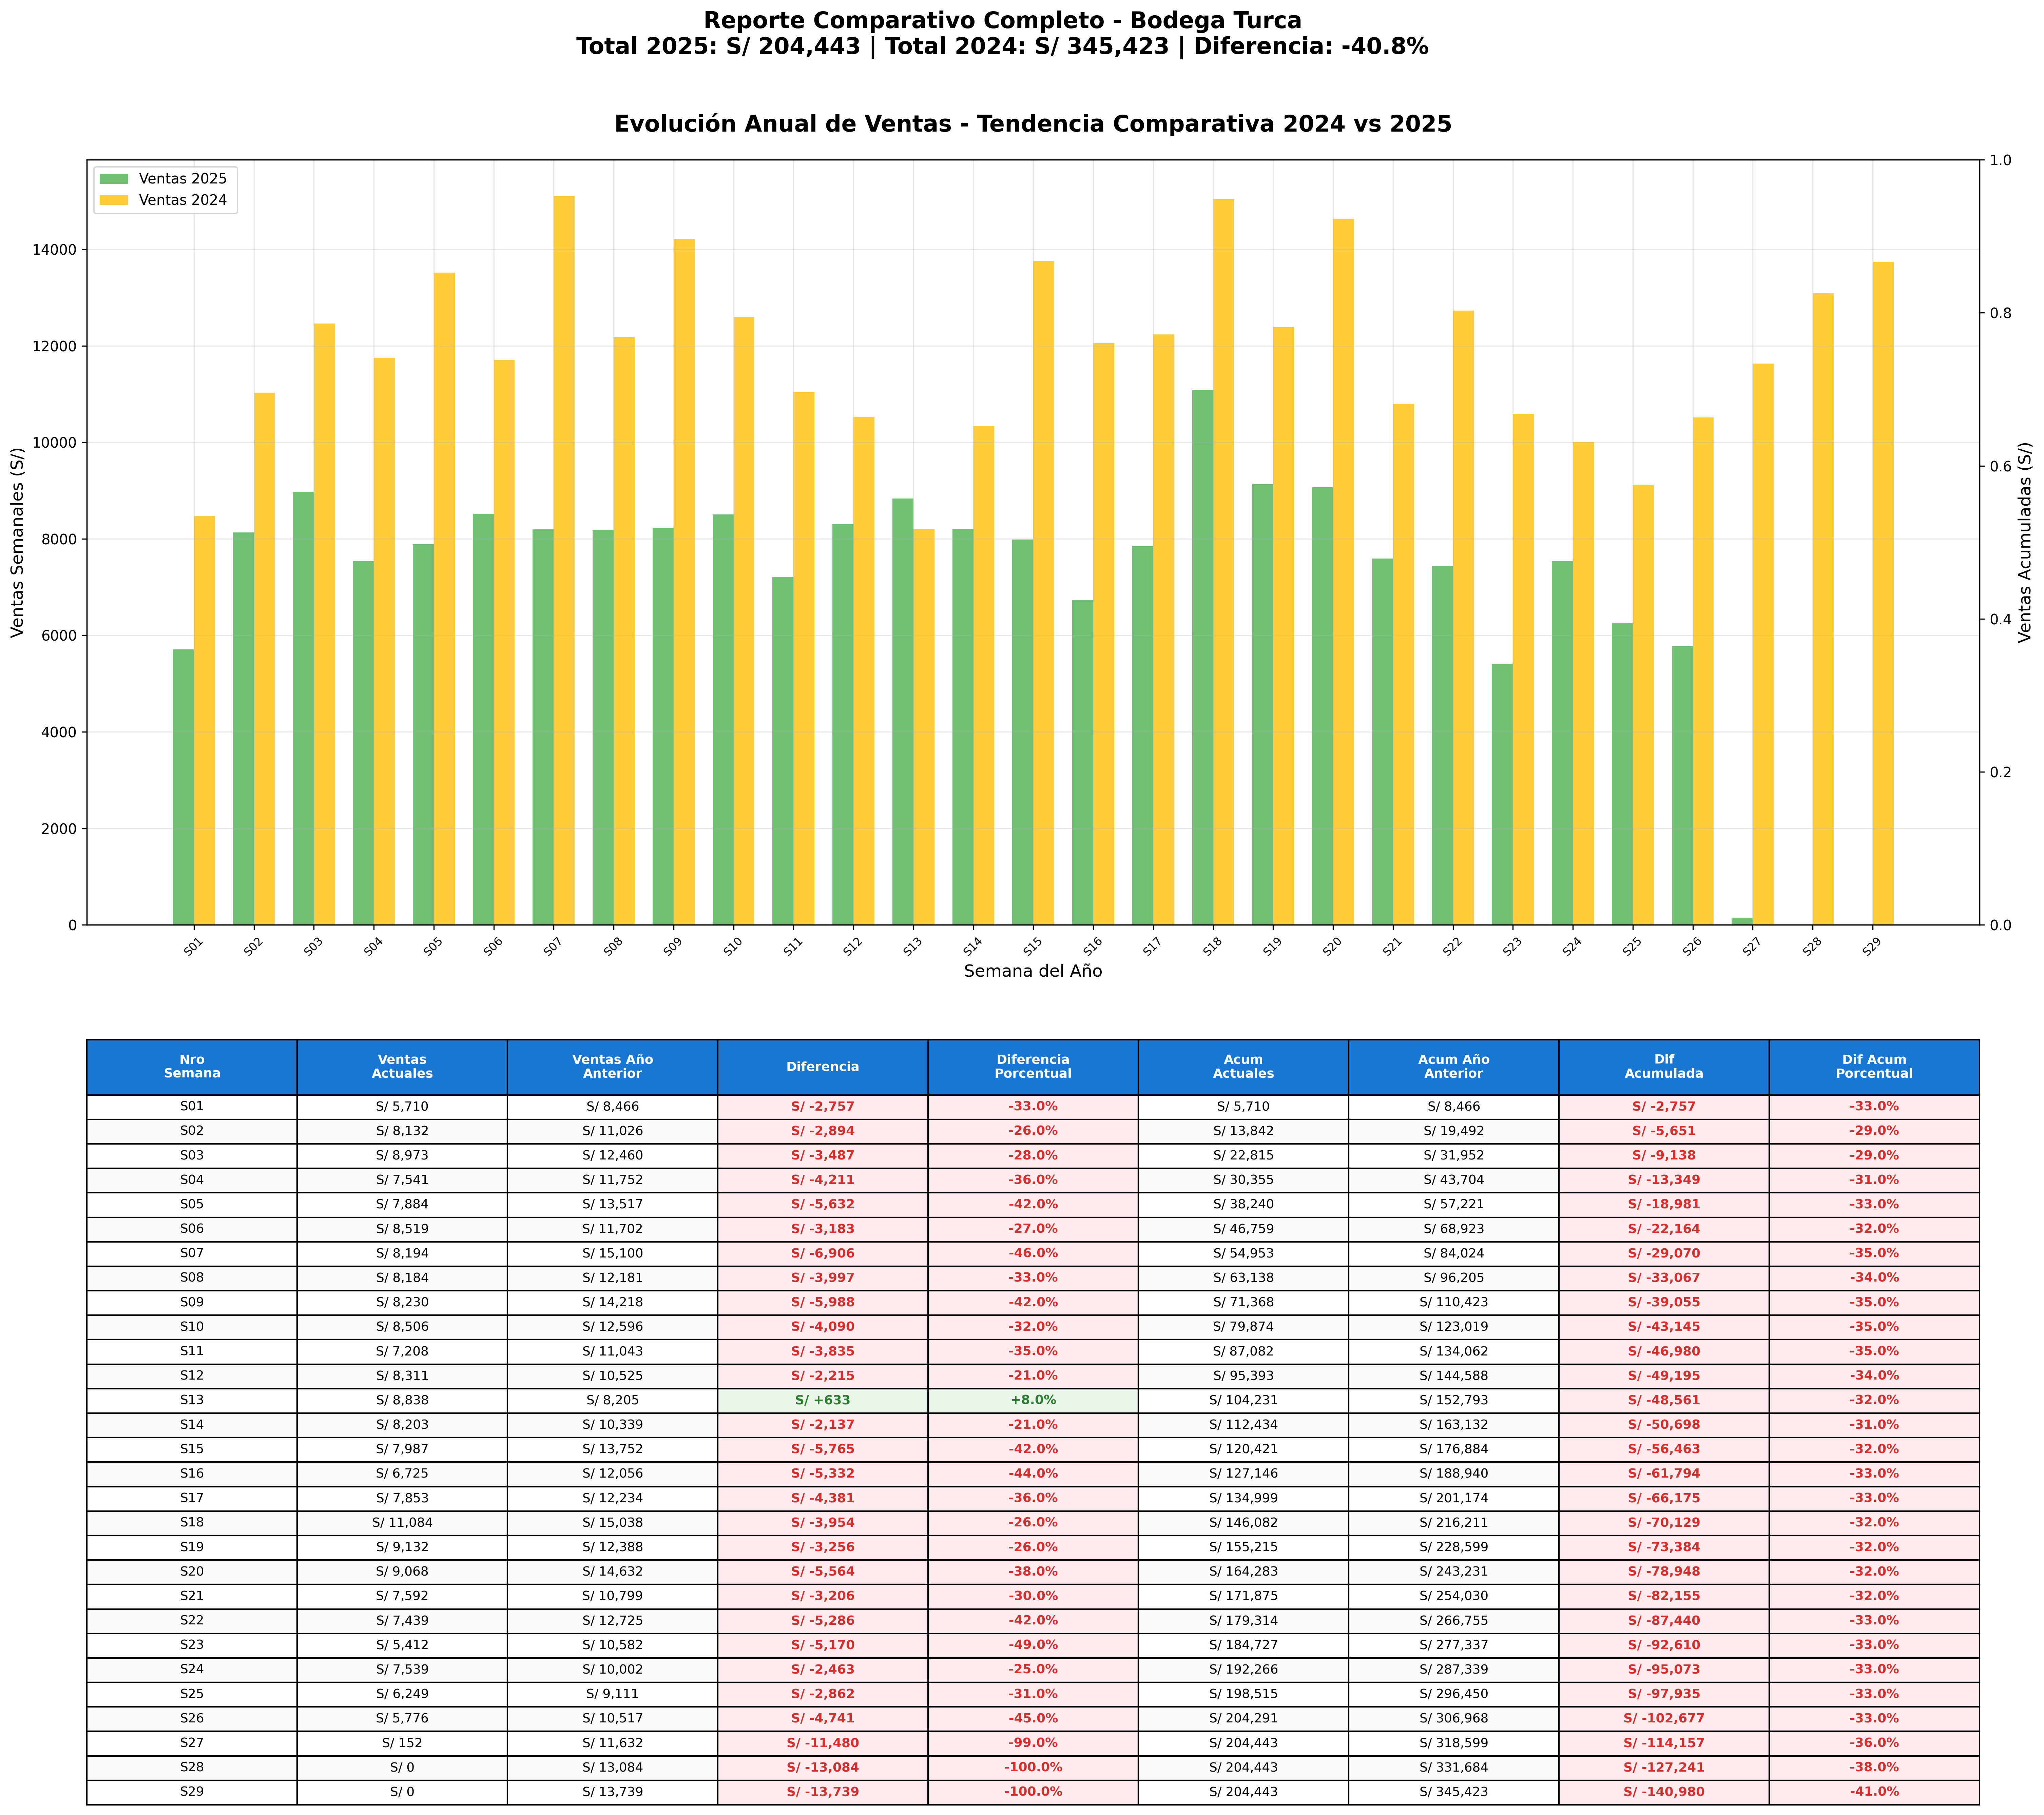 Reporte Comparativo Completo - Bodega Turca
Total 2025: S/ 204,443 | Total 2024: S/ 345,423 | Diferencia: -40.8%
Evolución Anual de Ventas - Tendencia Comparativa 2024 vs 2025
Ventas 2025
Ventas 2024
Ventas Semanales (S/)
14000
12000
10000
8000
6000
4000
2000
0
1.0
0.8
0.6
0.4
0.2
0.0
Ventas Acumuladas (S/)
S01 S02 S03 S04 S05 S06 S07 S08 S09 S10 S11 S12 S13 S14 S15 S16 S17 S18 S19 S20 S21 S22 S23 S24 S25 S26 S27 S28 S29
Semana del Año
Nro Semana | Ventas Actuales | Ventas Año Anterior | Diferencia | Diferencia Porcentual | Acum Actuales | Acum Año Anterior | Dif Acumulada | Dif Acum Porcentual
S01 S/ 5,710 S/ 8,466 S/ -2,757 -33.0% S/ 5,710 S/ 8,466 S/ -2,757 -33.0%
S02 S/ 8,132 S/ 11,026 S/ -2,894 -26.0% S/ 13,842 S/ 19,492 S/ -5,651 -29.0%
S03 S/ 8,973 S/ 12,460 S/ -3,487 -28.0% S/ 22,815 S/ 31,952 S/ -9,138 -29.0%
S04 S/ 7,541 S/ 11,752 S/ -4,211 -36.0% S/ 30,355 S/ 43,704 S/ -13,349 -31.0%
S05 S/ 7,884 S/ 13,517 S/ -5,632 -42.0% S/ 38,240 S/ 57,221 S/ -18,981 -33.0%
S06 S/ 8,519 S/ 11,702 S/ -3,183 -27.0% S/ 46,759 S/ 68,923 S/ -22,164 -32.0%
S07 S/ 8,194 S/ 15,100 S/ -6,906 -46.0% S/ 54,953 S/ 84,024 S/ -29,070 -35.0%
S08 S/ 8,184 S/ 12,181 S/ -3,997 -33.0% S/ 63,138 S/ 96,205 S/ -33,067 -34.0%
S09 S/ 8,230 S/ 14,218 S/ -5,988 -42.0% S/ 71,368 S/ 110,423 S/ -39,055 -35.0%
S10 S/ 8,506 S/ 12,596 S/ -4,090 -32.0% S/ 79,874 S/ 123,019 S/ -43,145 -35.0%
S11 S/ 7,208 S/ 11,043 S/ -3,835 -35.0% S/ 87,082 S/ 134,062 S/ -46,980 -35.0%
S12 S/ 8,311 S/ 10,525 S/ -2,215 -21.0% S/ 95,393 S/ 144,588 S/ -49,195 -34.0%
S13 S/ 8,838 S/ 8,205 S/ +633 +8.0% S/ 104,231 S/ 152,793 S/ -48,561 -32.0%
S14 S/ 8,203 S/ 10,339 S/ -2,137 -21.0% S/ 112,434 S/ 163,132 S/ -50,698 -31.0%
S15 S/ 7,987 S/ 13,752 S/ -5,765 -42.0% S/ 120,421 S/ 176,884 S/ -56,463 -32.0%
S16 S/ 6,725 S/ 12,056 S/ -5,332 -44.0% S/ 127,146 S/ 188,940 S/ -61,794 -33.0%
S17 S/ 7,853 S/ 12,234 S/ -4,381 -36.0% S/ 134,999 S/ 201,174 S/ -66,175 -33.0%
S18 S/ 11,084 S/ 15,038 S/ -3,954 -26.0% S/ 146,082 S/ 216,211 S/ -70,129 -32.0%
S19 S/ 9,132 S/ 12,388 S/ -3,256 -26.0% S/ 155,215 S/ 228,599 S/ -73,384 -32.0%
S20 S/ 9,068 S/ 14,632 S/ -5,564 -38.0% S/ 164,283 S/ 243,231 S/ -78,948 -32.0%
S21 S/ 7,592 S/ 10,799 S/ -3,206 -30.0% S/ 171,875 S/ 254,030 S/ -82,155 -32.0%
S22 S/ 7,439 S/ 12,725 S/ -5,286 -42.0% S/ 179,314 S/ 266,755 S/ -87,440 -33.0%
S23 S/ 5,412 S/ 10,582 S/ -5,170 -49.0% S/ 184,727 S/ 277,337 S/ -92,610 -33.0%
S24 S/ 7,539 S/ 10,002 S/ -2,463 -25.0% S/ 192,266 S/ 287,339 S/ -95,073 -33.0%
S25 S/ 6,249 S/ 9,111 S/ -2,862 -31.0% S/ 198,515 S/ 296,450 S/ -97,935 -33.0%
S26 S/ 5,776 S/ 10,517 S/ -4,741 -45.0% S/ 204,291 S/ 306,968 S/ -102,677 -33.0%
S27 S/ 152 S/ 11,632 S/ -11,480 -99.0% S/ 204,443 S/ 318,599 S/ -114,157 -36.0%
S28 S/ 0 S/ 13,084 S/ -13,084 -100.0% S/ 204,443 S/ 331,684 S/ -127,241 -38.0%
S29 S/ 0 S/ 13,739 S/ -13,739 -100.0% S/ 204,443 S/ 345,423 S/ -140,980 -41.0%